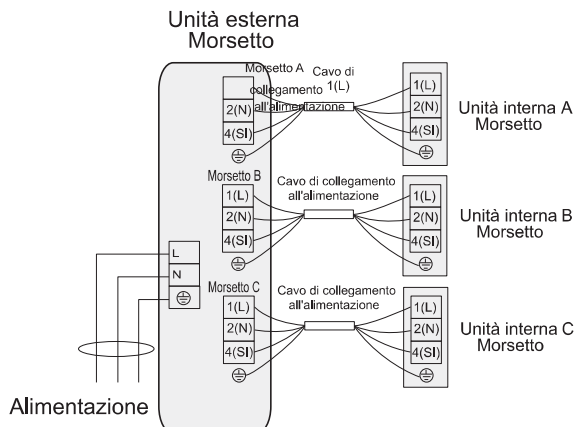 Unità esterna
Morsetto
Morsetto A
Cavo di
1(L)
collegamento
all'alimentazione
2(N)
4(SI)
1(L)
2(N)
4(SI)
Unità interna A
Morsetto
Morsetto B
1(L)
2(N)
4(SI)
Cavo di collegamento
all'alimentazione
1(L)
2(N)
4(SI)
Unità interna B
Morsetto
L
N
Morsetto C
1(L)
2(N)
4(SI)
Cavo di collegamento
all'alimentazione
1(L)
2(N)
4(SI)
Unità interna C
Morsetto
Alimentazione